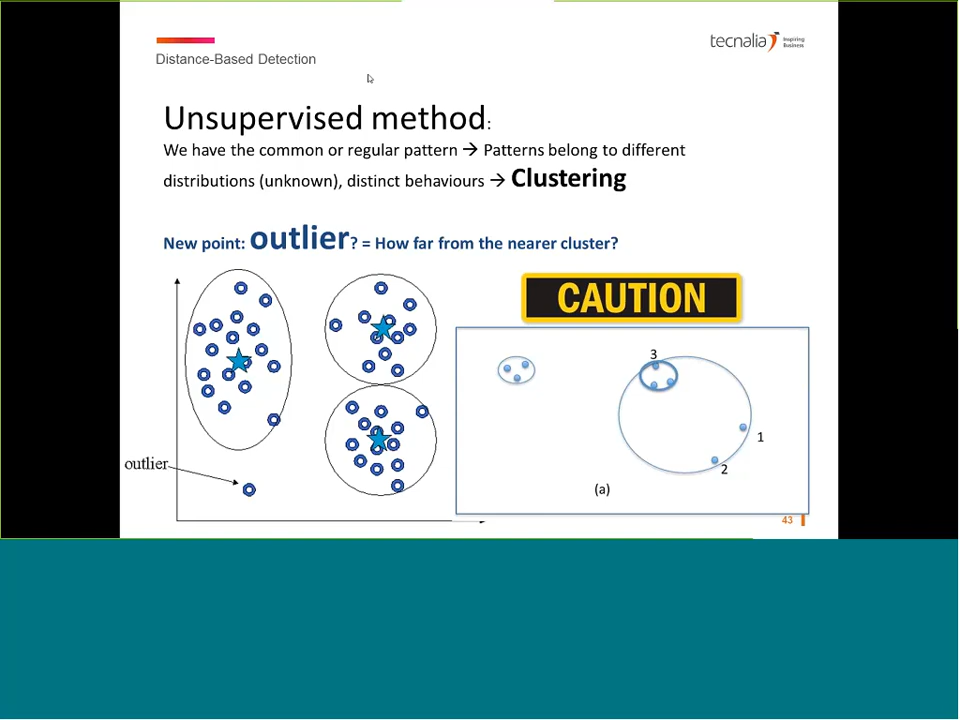 Distance-Based Detection
tecnalia Inspiring
Business
Unsupervised method:
We have the common or regular pattern → Patterns belong to different
distributions (unknown), distinct behaviours → Clustering
New point: outlier? = How far from the nearer cluster?
CAUTION
3
1
outlier
2
(a)
43